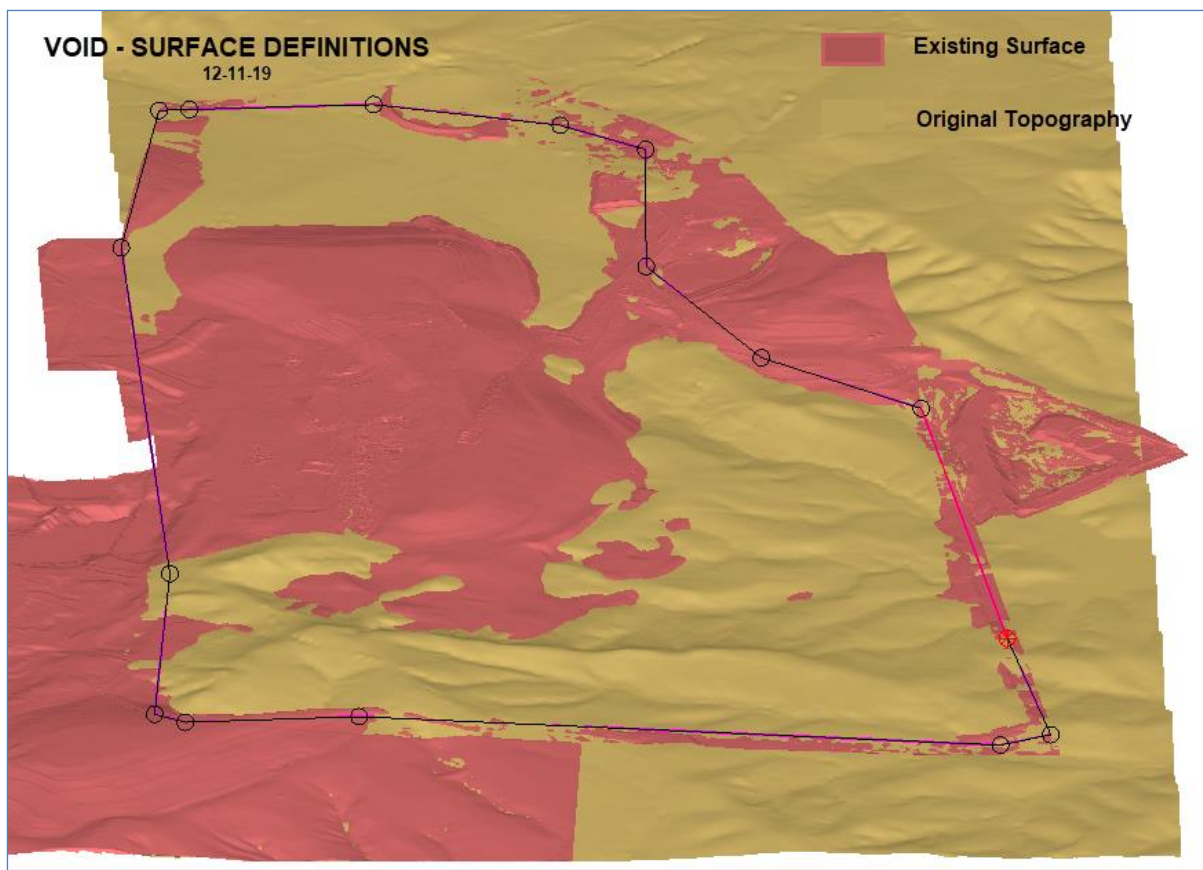 VOID - SURFACE DEFINITIONS
12-11-19
Existing Surface
Original Topography